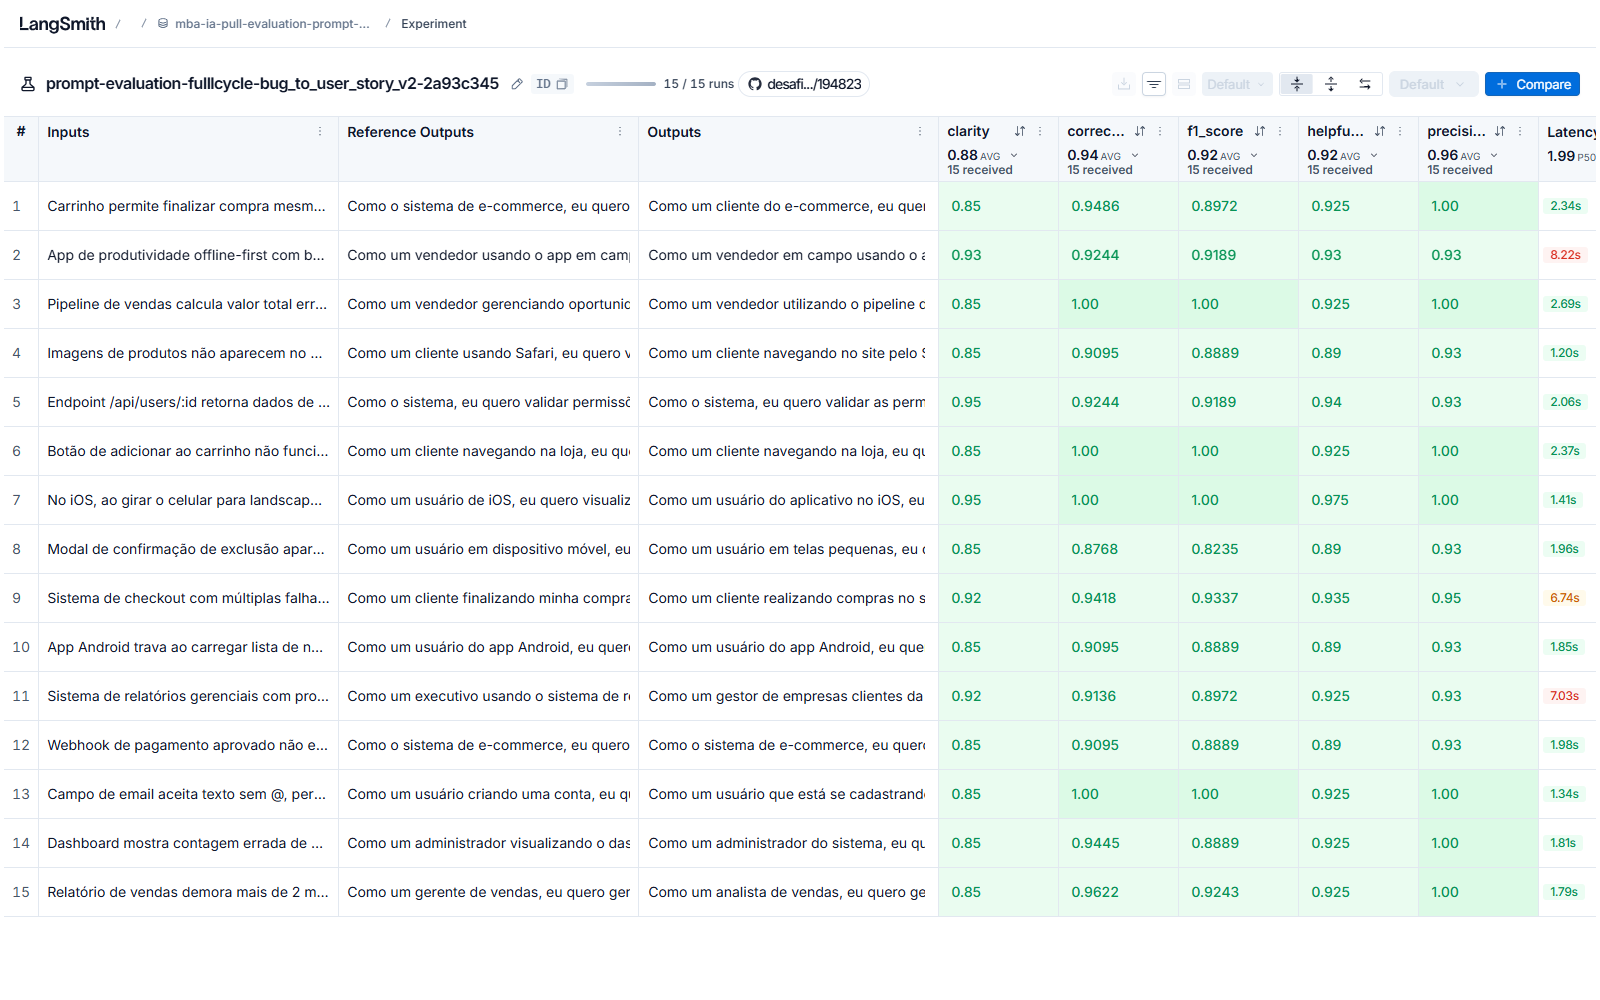 LangSmith / / mba-ia-pull-evaluation-prompt-... / Experiment
prompt-evaluation-fulllcycle-bug_to_user_story_v2-2a93c345 ID 15 / 15 runs desafi.../194823 Default Default + Compare
# Inputs Reference Outputs Outputs clarity correc... f1_score helpfu... precisi... Latency
0.88 AVG 0.94 AVG 0.92 AVG 0.92 AVG 0.96 AVG 1.99 P50
15 received 15 received 15 received 15 received 15 received
1 Carrinho permite finalizar compra mesm... Como o sistema de e-commerce, eu quero Como um cliente do e-commerce, eu quer 0.85 0.9486 0.8972 0.925 1.00 2.34s
2 App de produtividade offline-first com b... Como um vendedor usando o app em camp Como um vendedor em campo usando o a 0.93 0.9244 0.9189 0.93 0.93 8.22s
3 Pipeline de vendas calcula valor total err... Como um vendedor gerenciando oportunid Como um vendedor utilizando o pipeline d 0.85 1.00 1.00 0.925 1.00 2.69s
4 Imagens de produtos não aparecem no ... Como um cliente usando Safari, eu quero v Como um cliente navegando no site pelo S 0.85 0.9095 0.8889 0.89 0.93 1.20s
5 Endpoint /api/users/:id retorna dados de ... Como o sistema, eu quero validar permissõ Como o sistema, eu quero validar as perm 0.95 0.9244 0.9189 0.94 0.93 2.06s
6 Botão de adicionar ao carrinho não funci... Como um cliente navegando na loja, eu qu Como um cliente navegando na loja, eu qu 0.85 1.00 1.00 0.925 1.00 2.37s
7 No iOS, ao girar o celular para landscap... Como um usuário de iOS, eu quero visualiz Como um usuário do aplicativo no iOS, eu 0.95 1.00 1.00 0.975 1.00 1.41s
8 Modal de confirmação de exclusão apar... Como um usuário em dispositivo móvel, eu Como um usuário em telas pequenas, eu 0.85 0.8768 0.8235 0.89 0.93 1.96s
9 Sistema de checkout com múltiplas falha... Como um cliente finalizando minha compra Como um cliente realizando compras no s 0.92 0.9418 0.9337 0.935 0.95 6.74s
10 App Android trava ao carregar lista de n... Como um usuário do app Android, eu quer Como um usuário do app Android, eu que 0.85 0.9095 0.8889 0.89 0.93 1.85s
11 Sistema de relatórios gerenciais com pro... Como um executivo usando o sistema de r Como um gestor de empresas clientes da 0.92 0.9136 0.8972 0.925 0.93 7.03s
12 Webhook de pagamento aprovado não e... Como o sistema de e-commerce, eu quero Como o sistema de e-commerce, eu quer 0.85 0.9095 0.8889 0.89 0.93 1.98s
13 Campo de email aceita texto sem @, per... Como um usuário criando uma conta, eu q Como um usuário que está se cadastrand 0.85 1.00 1.00 0.925 1.00 1.34s
14 Dashboard mostra contagem errada de ... Como um administrador visualizando o das Como um administrador do sistema, eu qu 0.85 0.9445 0.8889 0.925 1.00 1.81s
15 Relatório de vendas demora mais de 2 m... Como um gerente de vendas, eu quero ger Como um analista de vendas, eu quero ge 0.85 0.9622 0.9243 0.925 1.00 1.79s